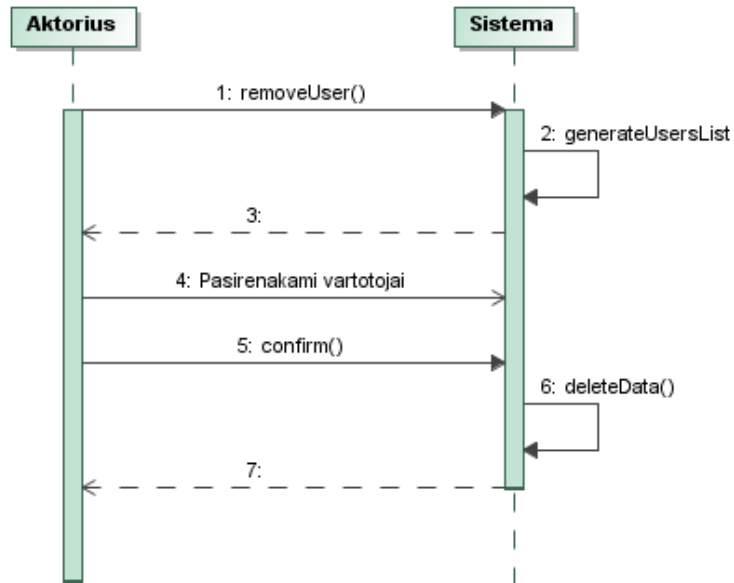 Aktorius
Sistema
1: removeUser()
2: generateUsersList
3:
4: Pasirenakami vartotojai
5: confirm()
6: deleteData()
7: